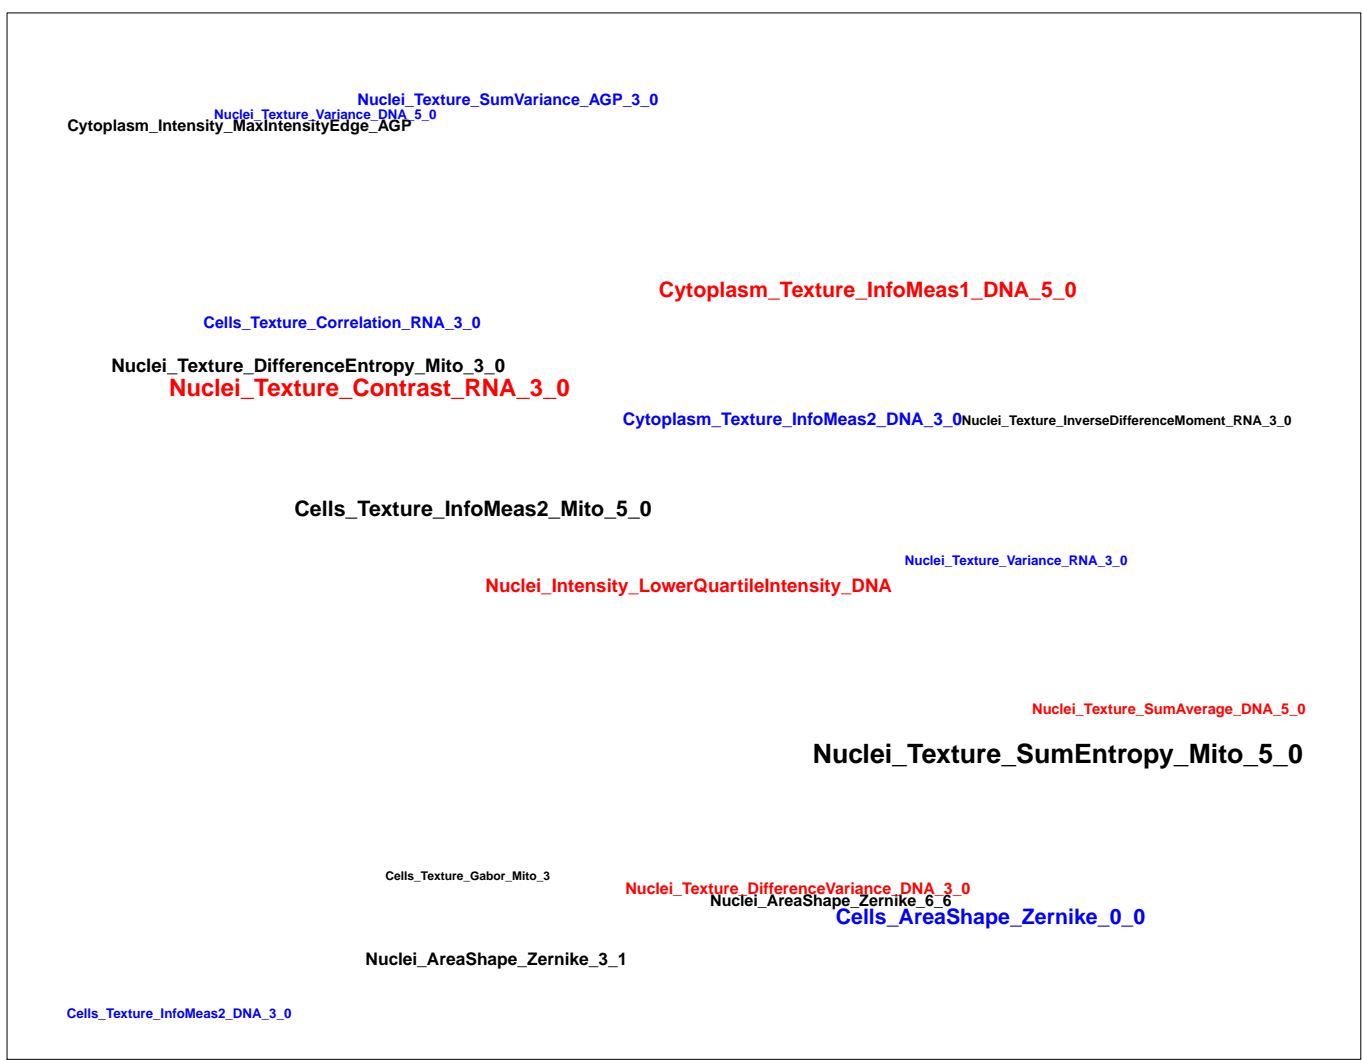 Nuclei_Texture_SumVariance_AGP_3_0
Nuclei_Texture_Variance_DNA_5_0
Cytoplasm_Intensity_MaxIntensityEdge_AGP
Cytoplasm_Texture_InfoMeas1_DNA_5_0
Cells_Texture_Correlation_RNA_3_0
Nuclei_Texture_DifferenceEntropy_Mito_3_0
Nuclei_Texture_Contrast_RNA_3_0
Cytoplasm_Texture_InfoMeas2_DNA_3_0
Nuclei_Texture_InverseDifferenceMoment_RNA_3_0
Cells_Texture_InfoMeas2_Mito_5_0
Nuclei_Texture_Variance_RNA_3_0
Nuclei_Intensity_LowerQuartileIntensity_DNA
Nuclei_Texture_SumAverage_DNA_5_0
Nuclei_Texture_SumEntropy_Mito_5_0
Cells_Texture_Gabor_Mito_3
Nuclei_Texture_DifferenceVariance_DNA_3_0
Nuclei_AreaShape_Zernike_6_6
Cells_AreaShape_Zernike_0_0
Nuclei_AreaShape_Zernike_3_1
Cells_Texture_InfoMeas2_DNA_3_0